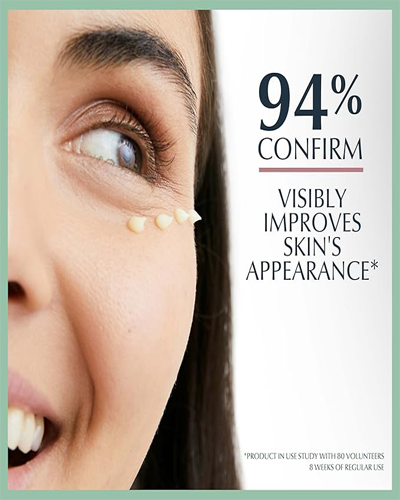 94%
CONFIRM
VISIBLY
IMPROVES
SKIN'S
APPEARANCE*
*PRODUCT IN USE STUDY WITH 80 VOLUNTEERS
8 WEEKS OF REGULAR USE